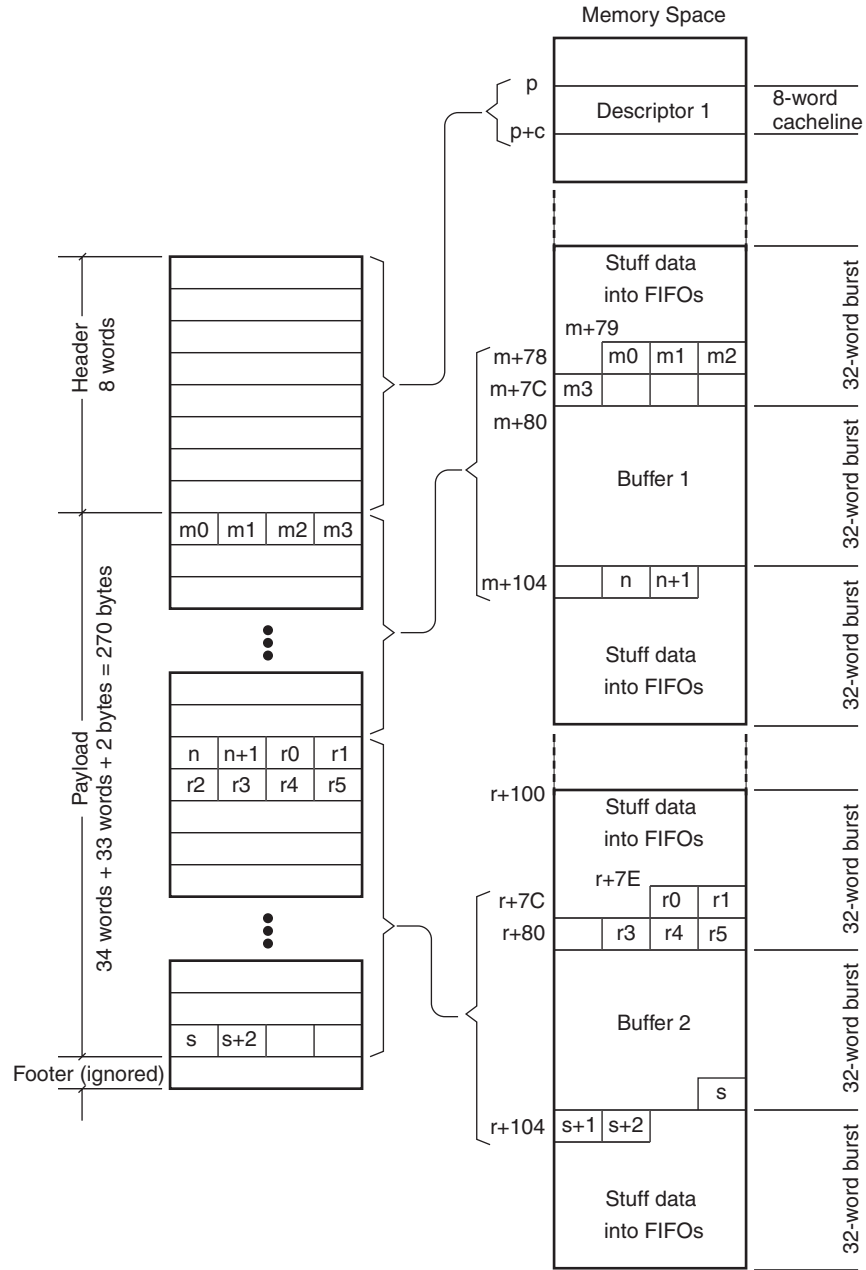 Memory Space
p
Descriptor 1
p+c
8-word
cacheline
Header
8 words
m0 m1 m2 m3
Payload
34 words + 33 words + 2 bytes = 270 bytes
n n+1 r0 r1
r2 r3 r4 r5
s s+2
Footer (ignored)
Stuff data
into FIFOs
m+79
m+78
m0 m1 m2
m+7C
m3
m+80
Buffer 1
m+104
n n+1
Stuff data
into FIFOs
32-word burst
32-word burst
32-word burst
r+100
Stuff data
into FIFOs
r+7E
r+7C
r0 r1
r+80
r3 r4 r5
Buffer 2
s
r+104
s+1 s+2
Stuff data
into FIFOs
32-word burst
32-word burst
32-word burst